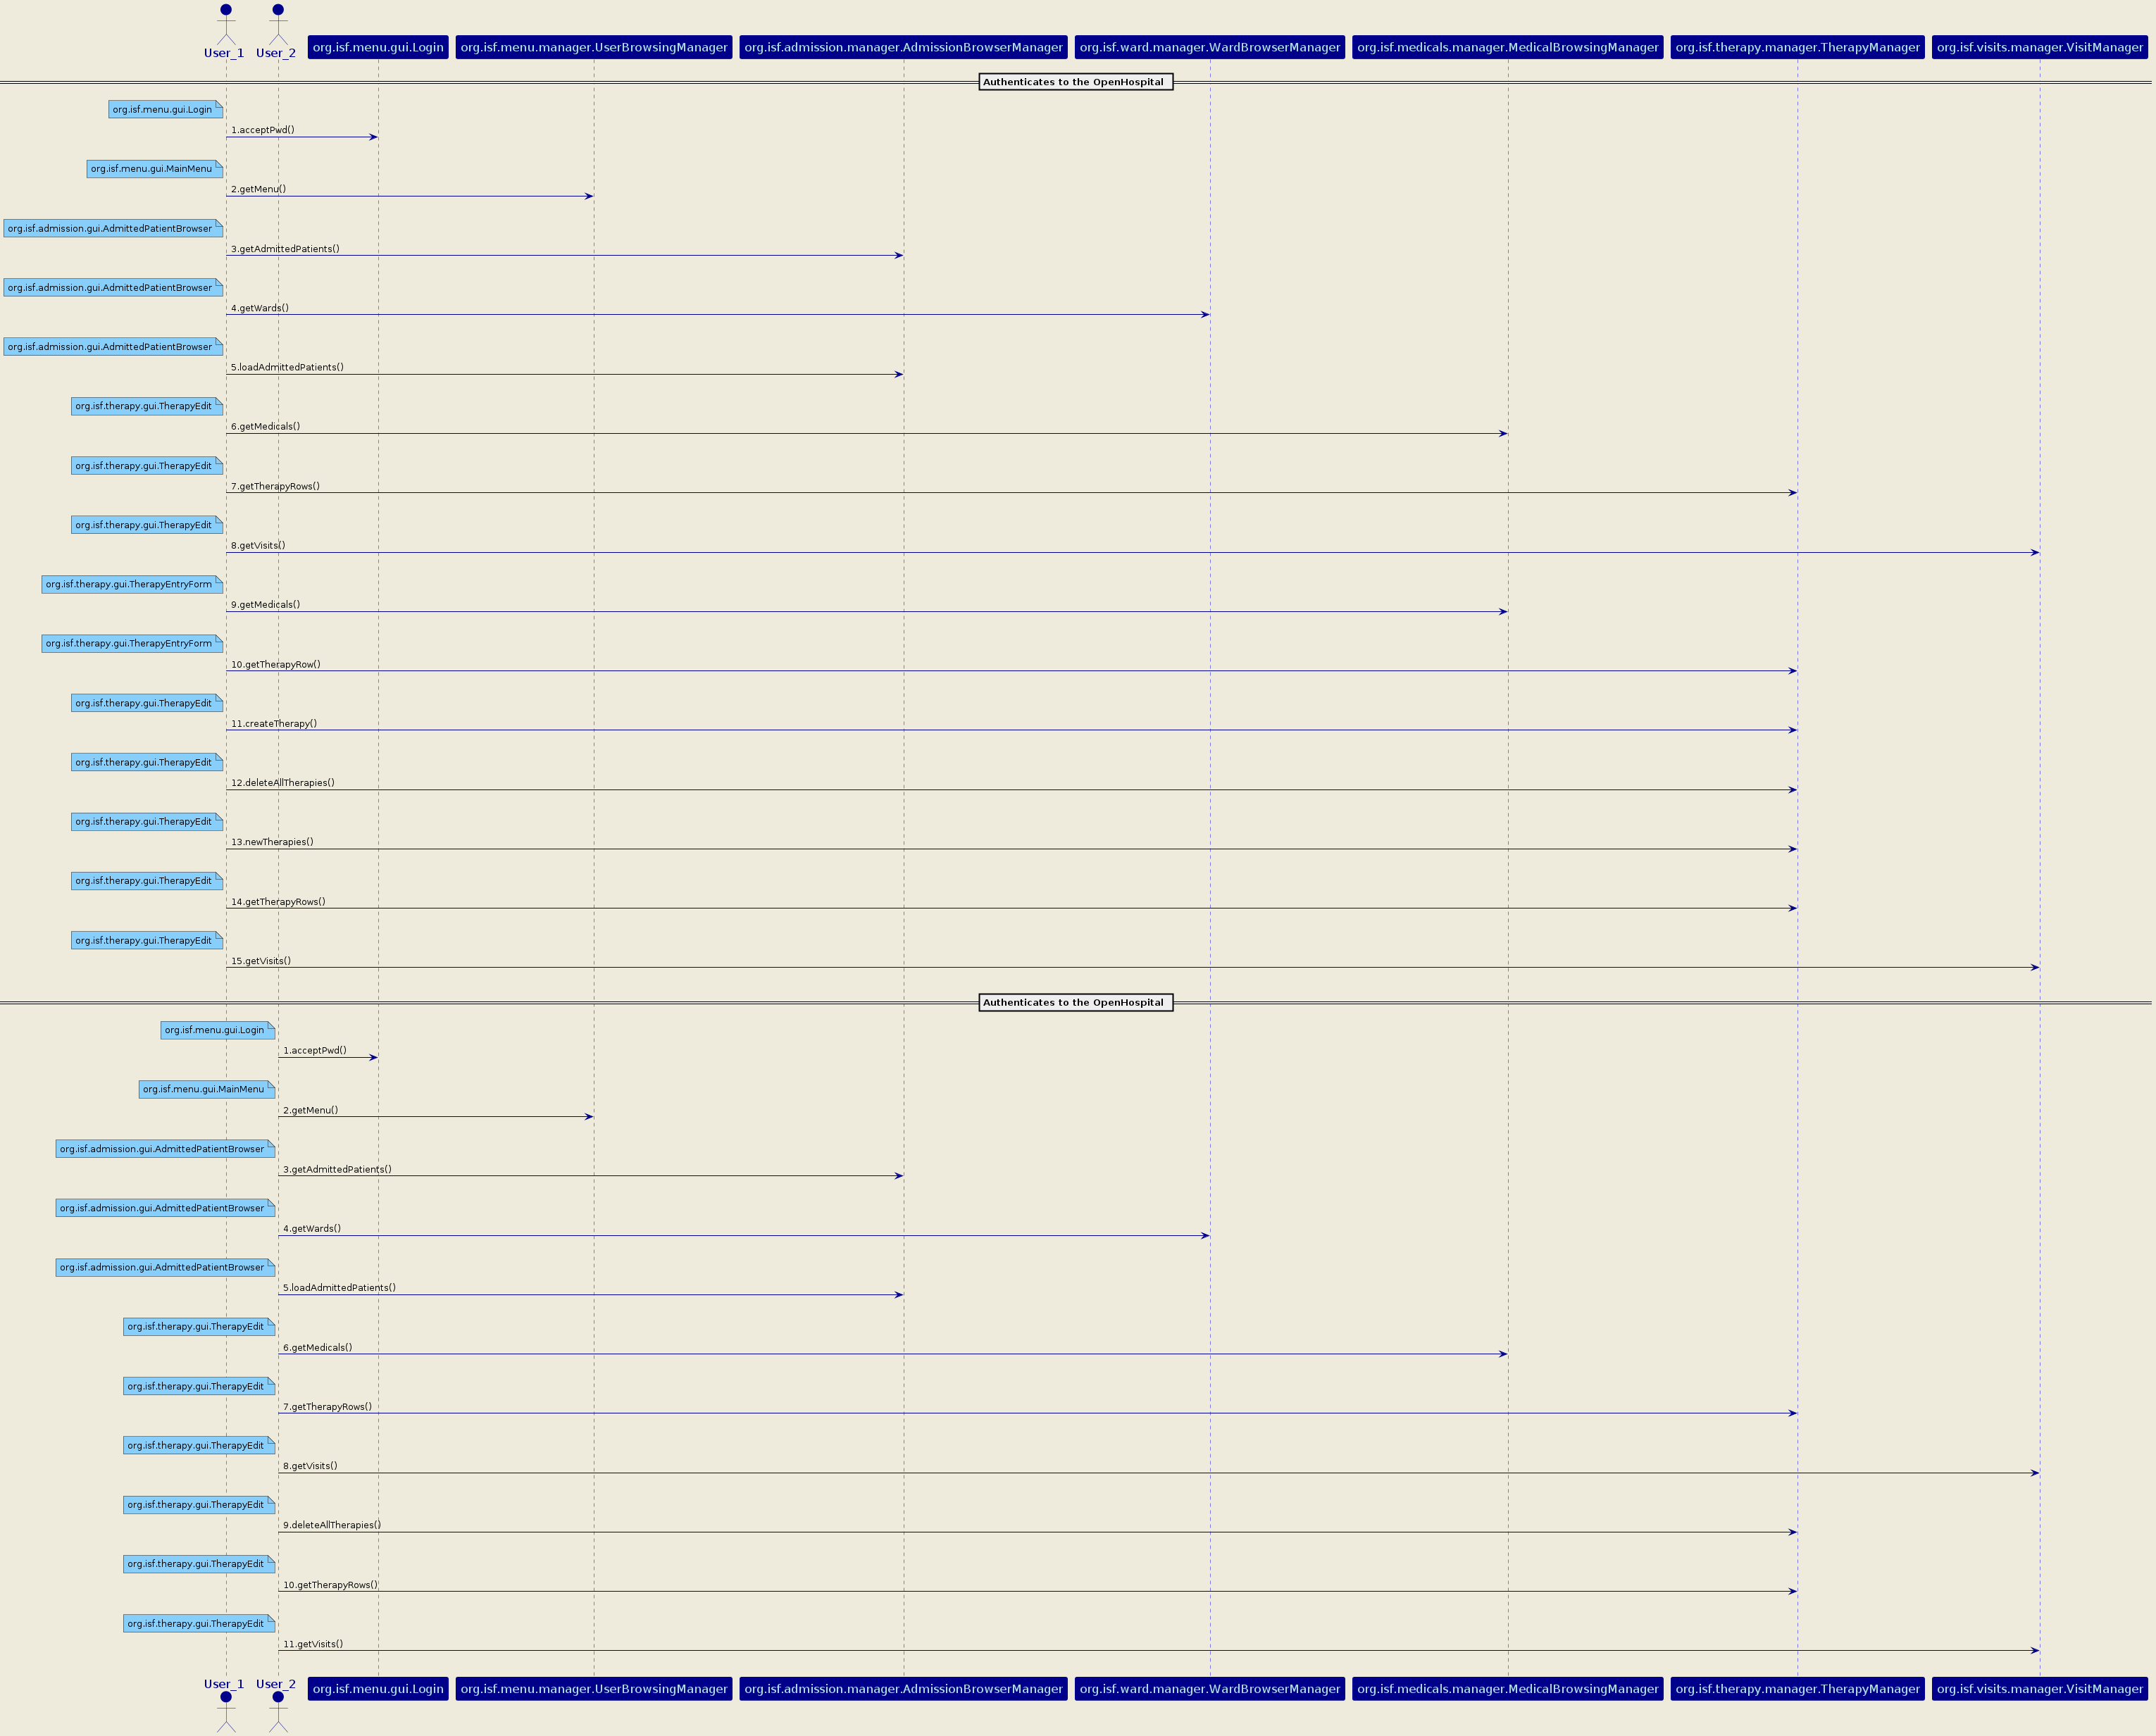 User_1 User_2 org.isf.menu.gui.Login org.isf.menu.manager.UserBrowsingManager org.isf.admission.manager.AdmissionBrowserManager org.isf.ward.manager.WardBrowserManager org.isf.medicals.manager.MedicalBrowsingManager org.isf.therapy.manager.TherapyManager org.isf.visits.manager.VisitManager
Authenticates to the OpenHospital
org.isf.menu.gui.Login
1.acceptPwd()
org.isf.menu.gui.MainMenu
2.getMenu()
org.isf.admission.gui.AdmittedPatientBrowser
3.getAdmittedPatients()
org.isf.admission.gui.AdmittedPatientBrowser
4.getWards()
org.isf.admission.gui.AdmittedPatientBrowser
5.loadAdmittedPatients()
org.isf.therapy.gui.TherapyEdit
6.getMedicals()
org.isf.therapy.gui.TherapyEdit
7.getTherapyRows()
org.isf.therapy.gui.TherapyEdit
8.getVisits()
org.isf.therapy.gui.TherapyEntryForm
9.getMedicals()
org.isf.therapy.gui.TherapyEntryForm
10.getTherapyRow()
org.isf.therapy.gui.TherapyEdit
11.createTherapy()
org.isf.therapy.gui.TherapyEdit
12.deleteAllTherapies()
org.isf.therapy.gui.TherapyEdit
13.newTherapies()
org.isf.therapy.gui.TherapyEdit
14.getTherapyRows()
org.isf.therapy.gui.TherapyEdit
15.getVisits()
Authenticates to the OpenHospital
org.isf.menu.gui.Login
1.acceptPwd()
org.isf.menu.gui.MainMenu
2.getMenu()
org.isf.admission.gui.AdmittedPatientBrowser
3.getAdmittedPatients()
org.isf.admission.gui.AdmittedPatientBrowser
4.getWards()
org.isf.admission.gui.AdmittedPatientBrowser
5.loadAdmittedPatients()
org.isf.therapy.gui.TherapyEdit
6.getMedicals()
org.isf.therapy.gui.TherapyEdit
7.getTherapyRows()
org.isf.therapy.gui.TherapyEdit
8.getVisits()
org.isf.therapy.gui.TherapyEdit
9.deleteAllTherapies()
org.isf.therapy.gui.TherapyEdit
10.getTherapyRows()
org.isf.therapy.gui.TherapyEdit
11.getVisits()
User_1 User_2 org.isf.menu.gui.Login org.isf.menu.manager.UserBrowsingManager org.isf.admission.manager.AdmissionBrowserManager org.isf.ward.manager.WardBrowserManager org.isf.medicals.manager.MedicalBrowsingManager org.isf.therapy.manager.TherapyManager org.isf.visits.manager.VisitManager